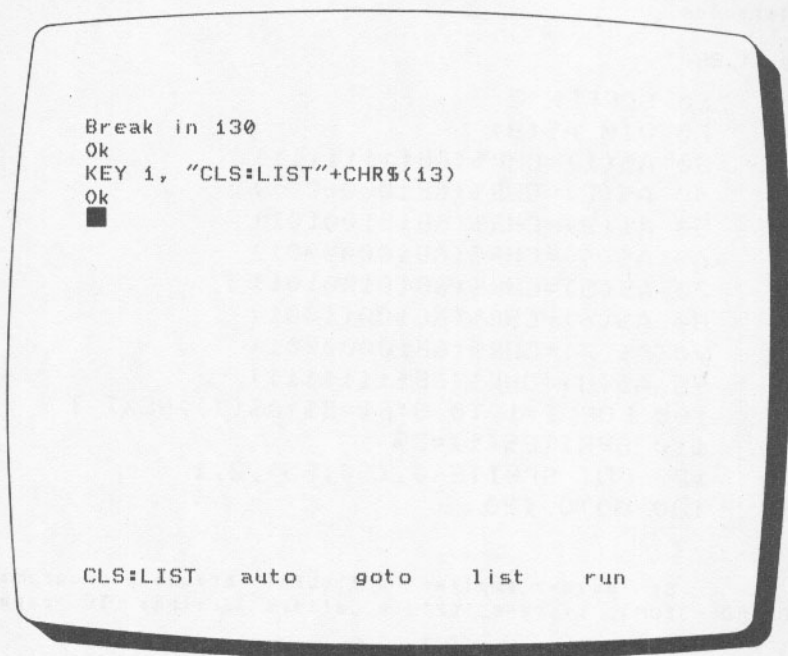 Break in 130
Ok
KEY 1, "CLS:LIST"+CHR$(13)
Ok
CLS:LIST auto goto list run